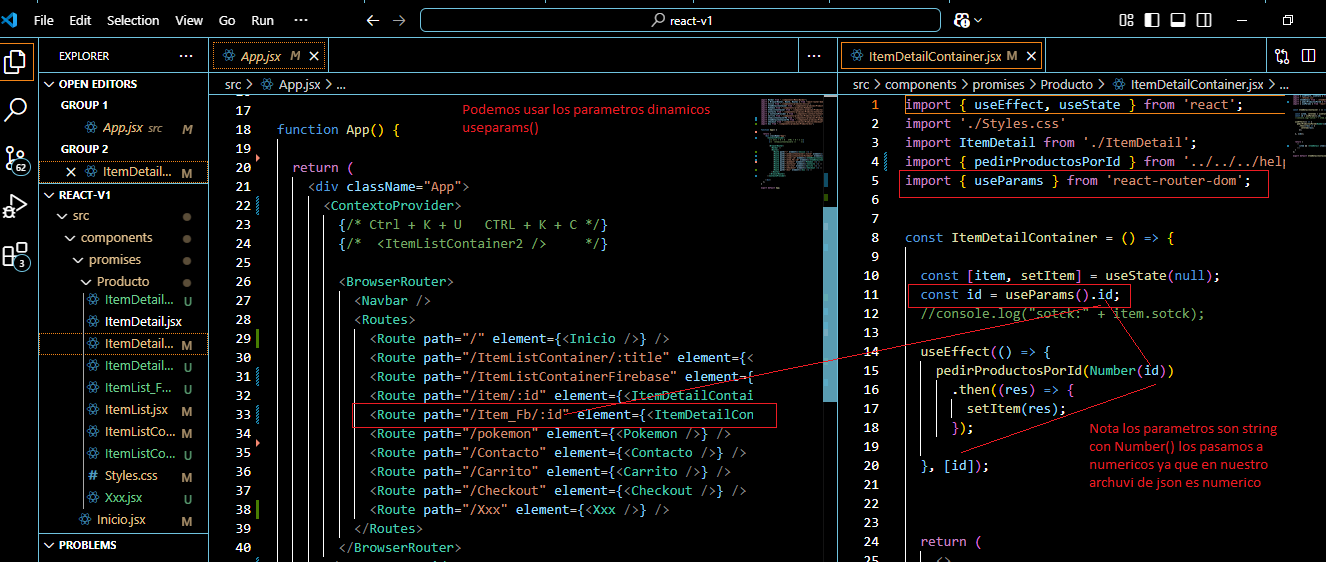 File Edit Selection View Go Run ··· react-v1
EXPLORER ···
OPEN EDITORS
GROUP 1
App.jsx src M
GROUP 2
ItemDetail... M
REACT-V1
src
components
promises
Producto
ItemDetail... U
ItemDetail.jsx
ItemDetail... M
ItemDetail... U
ItemList_F... U
ItemList.jsx M
ItemListCo... M
ItemListCo... U
Styles.css M
Xxx.jsx U
Inicio.jsx M
PROBLEMS
62
3
App.jsx M
src > App.jsx > ...
Podemos usar los parametros dinamicos
useparams()
17
18 function App() {
19
20 return (
21 <div className="App">
22 <ContextoProvider>
23 {/* Ctrl + K + U CTRL + K + C */}
24 {/* <ItemListContainer2 /> */}
25
26 <BrowserRouter>
27 <Navbar />
28 <Routes>
29 <Route path="/" element={<Inicio />} />
30 <Route path="/ItemListContainer/:title" element={<
31 <Route path="/ItemListContainerFirebase" element={
32 <Route path="/item/:id" element={<ItemDetailContai
33 <Route path="/Item_Fb/:id" element={<ItemDetailCon
34 <Route path="/pokemon" element={<Pokemon />} />
35 <Route path="/Contacto" element={<Contacto />} />
36 <Route path="/Carrito" element={<Carrito />} />
37 <Route path="/Checkout" element={<Checkout />} />
38 <Route path="/Xxx" element={<Xxx />} />
39 </Routes>
40 </BrowserRouter>
ItemDetailContainer.jsx M
src > components > promises > Producto > ItemDetailContainer.jsx > ...
1 import { useEffect, useState } from 'react';
2 import './Styles.css'
3 import ItemDetail from './ItemDetail';
4 import { pedirProductosPorId } from '../../../help
5 import { useParams } from 'react-router-dom';
6
7
8 const ItemDetailContainer = () => {
9
10 const [item, setItem] = useState(null);
11 const id = useParams().id;
12 //console.log("sotck:" + item.sotck);
13
14 useEffect(() => {
15 pedirProductosPorId(Number(id))
16 .then((res) => {
17 setItem(res);
18 });
19
20 }, [id]);
21
22
23
24 return (
25 <>
Nota los parametros son string
con Number() los pasamos a
numericos ya que en nuestro
archuvi de json es numerico